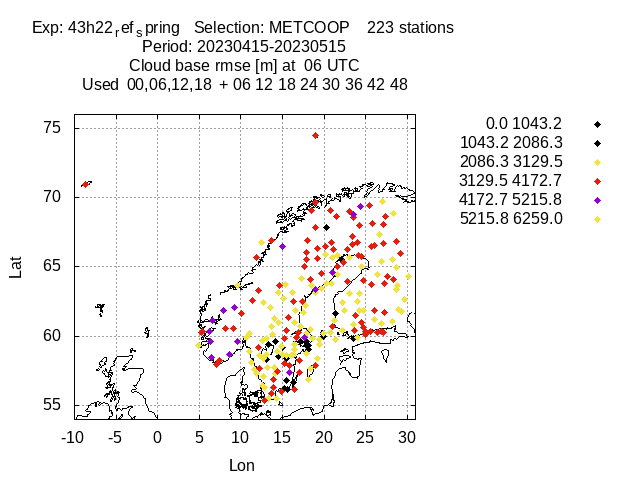 Exp: 43h22ref_spring   Selection: METCOOP    223 stations
Period: 20230415-20230515
Cloud base rmse [m] at  06 UTC
Used  00,06,12,18  + 06 12 18 24 30 36 42 48
0.0 1043.2
1043.2 2086.3
2086.3 3129.5
3129.5 4172.7
4172.7 5215.8
5215.8 6259.0
75
70
65
60
55
Lat
-10 -5 0 5 10 15 20 25 30
Lon